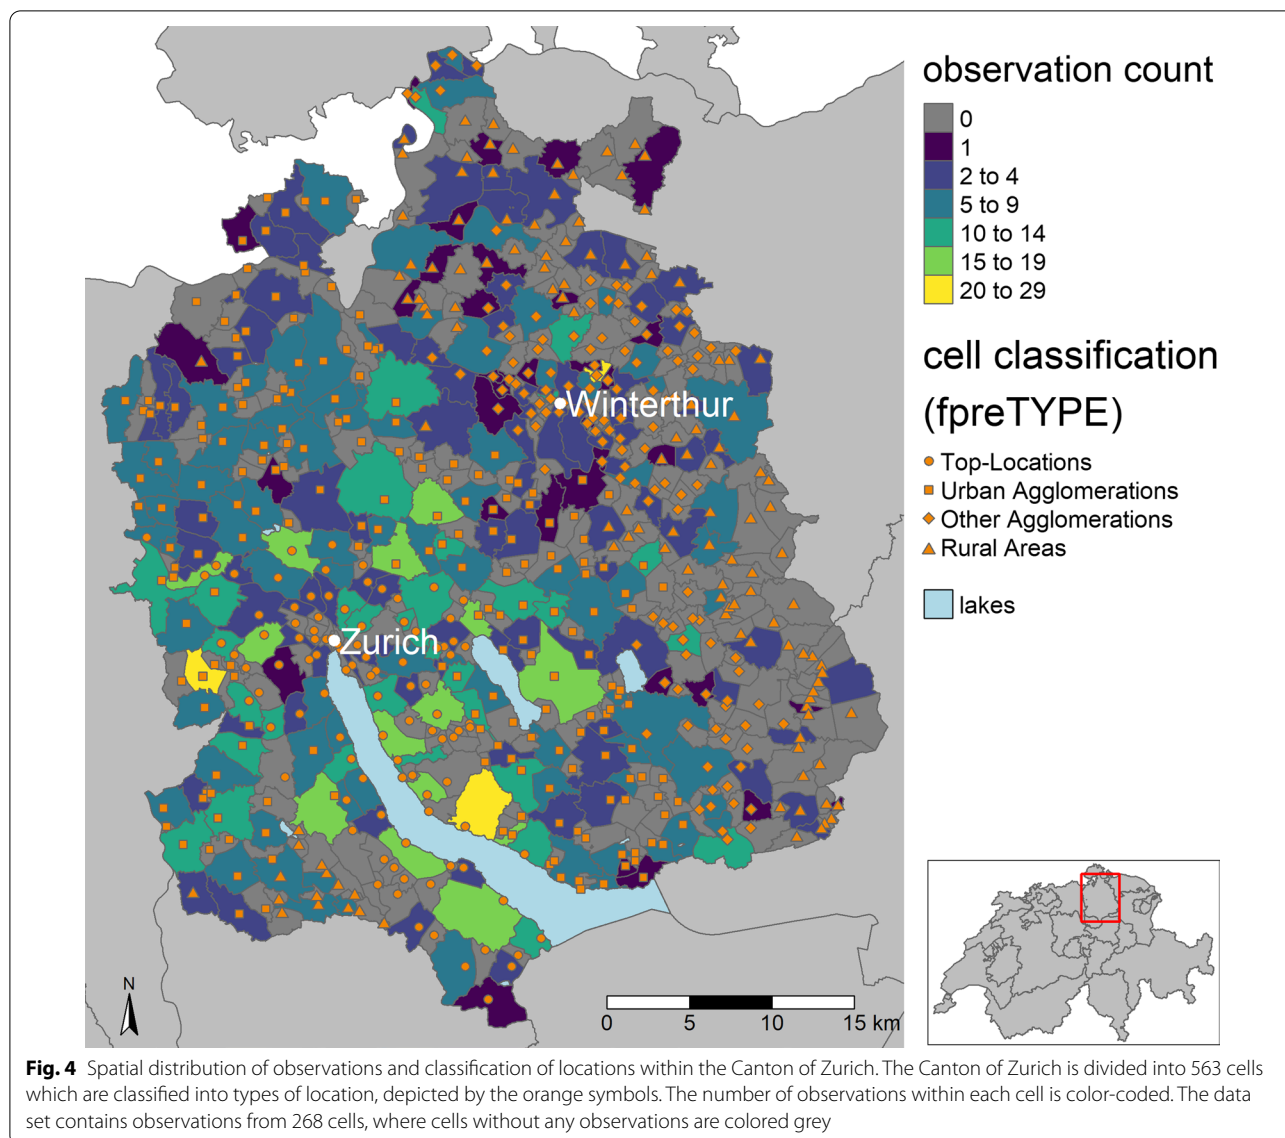 observation count
0
1
2 to 4
5 to 9
10 to 14
15 to 19
20 to 29
cell classification
(fpreTYPE)
Top-Locations
Urban Agglomerations
Other Agglomerations
Rural Areas
lakes
Winterthur
Zurich
N
0 5 10 15 km
Fig. 4 Spatial distribution of observations and classification of locations within the Canton of Zurich. The Canton of Zurich is divided into 563 cells
which are classified into types of location, depicted by the orange symbols. The number of observations within each cell is color-coded. The data
set contains observations from 268 cells, where cells without any observations are colored grey